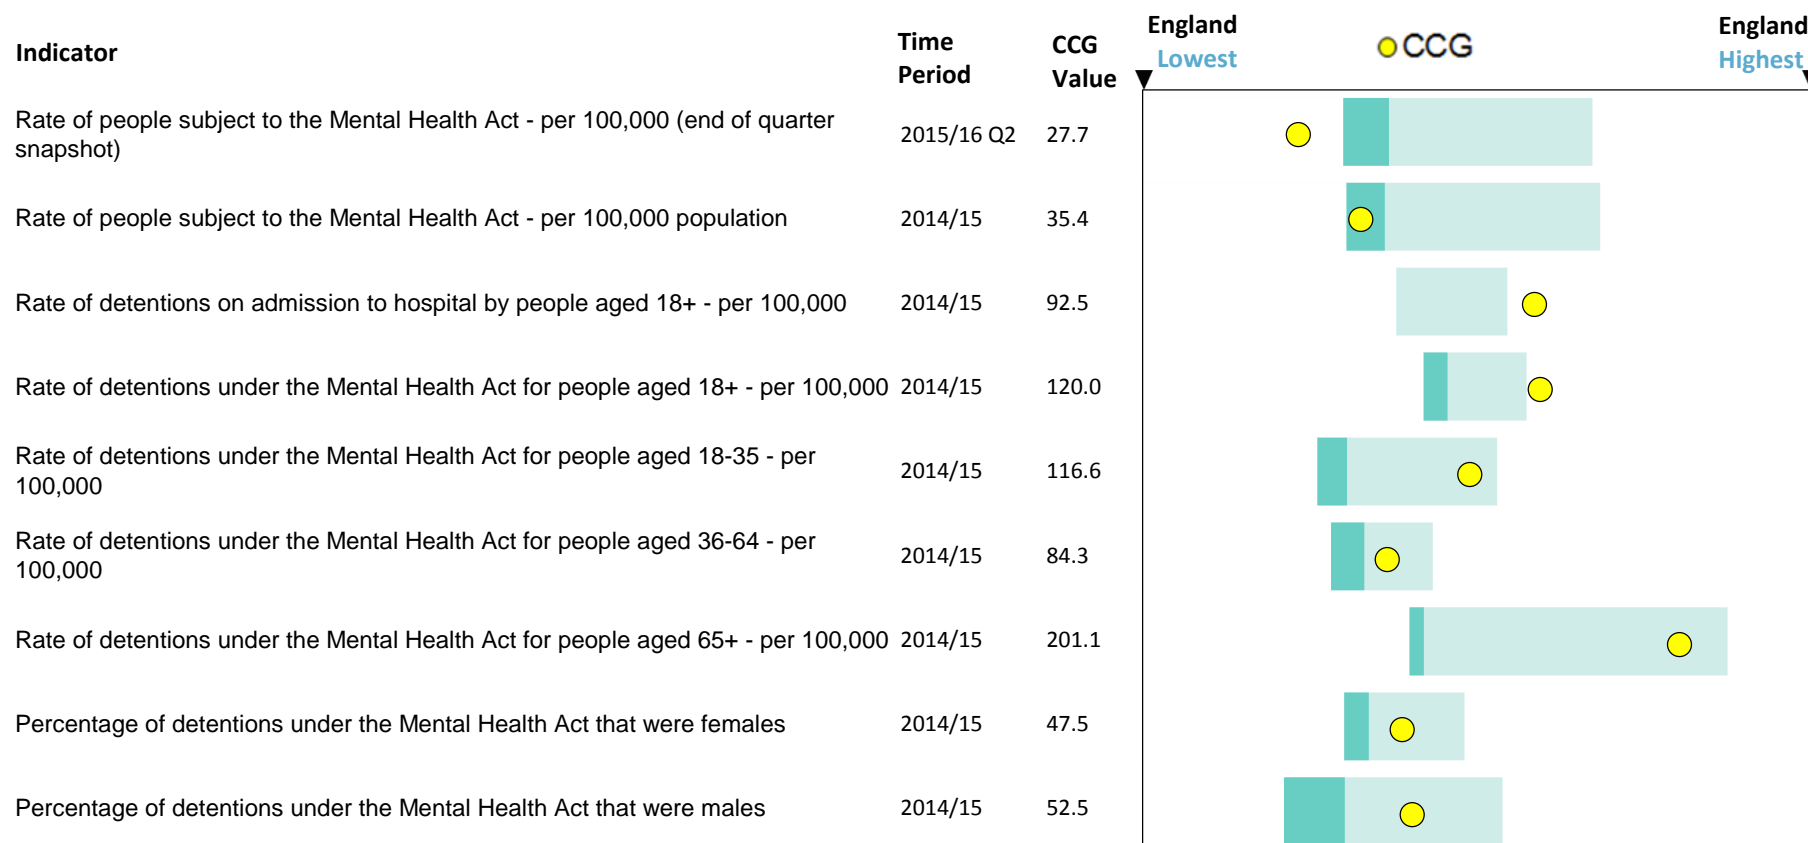 Indicator
Time Period
CCG Value
England Lowest
CCG
England Highest
Rate of people subject to the Mental Health Act - per 100,000 (end of quarter
snapshot)
2015/16 Q2
27.7
Rate of people subject to the Mental Health Act - per 100,000 population
2014/15
35.4
Rate of detentions on admission to hospital by people aged 18+ - per 100,000
2014/15
92.5
Rate of detentions under the Mental Health Act for people aged 18+ - per 100,000
2014/15
120.0
Rate of detentions under the Mental Health Act for people aged 18-35 - per
100,000
2014/15
116.6
Rate of detentions under the Mental Health Act for people aged 36-64 - per
100,000
2014/15
84.3
Rate of detentions under the Mental Health Act for people aged 65+ - per 100,000
2014/15
201.1
Percentage of detentions under the Mental Health Act that were females
2014/15
47.5
Percentage of detentions under the Mental Health Act that were males
2014/15
52.5